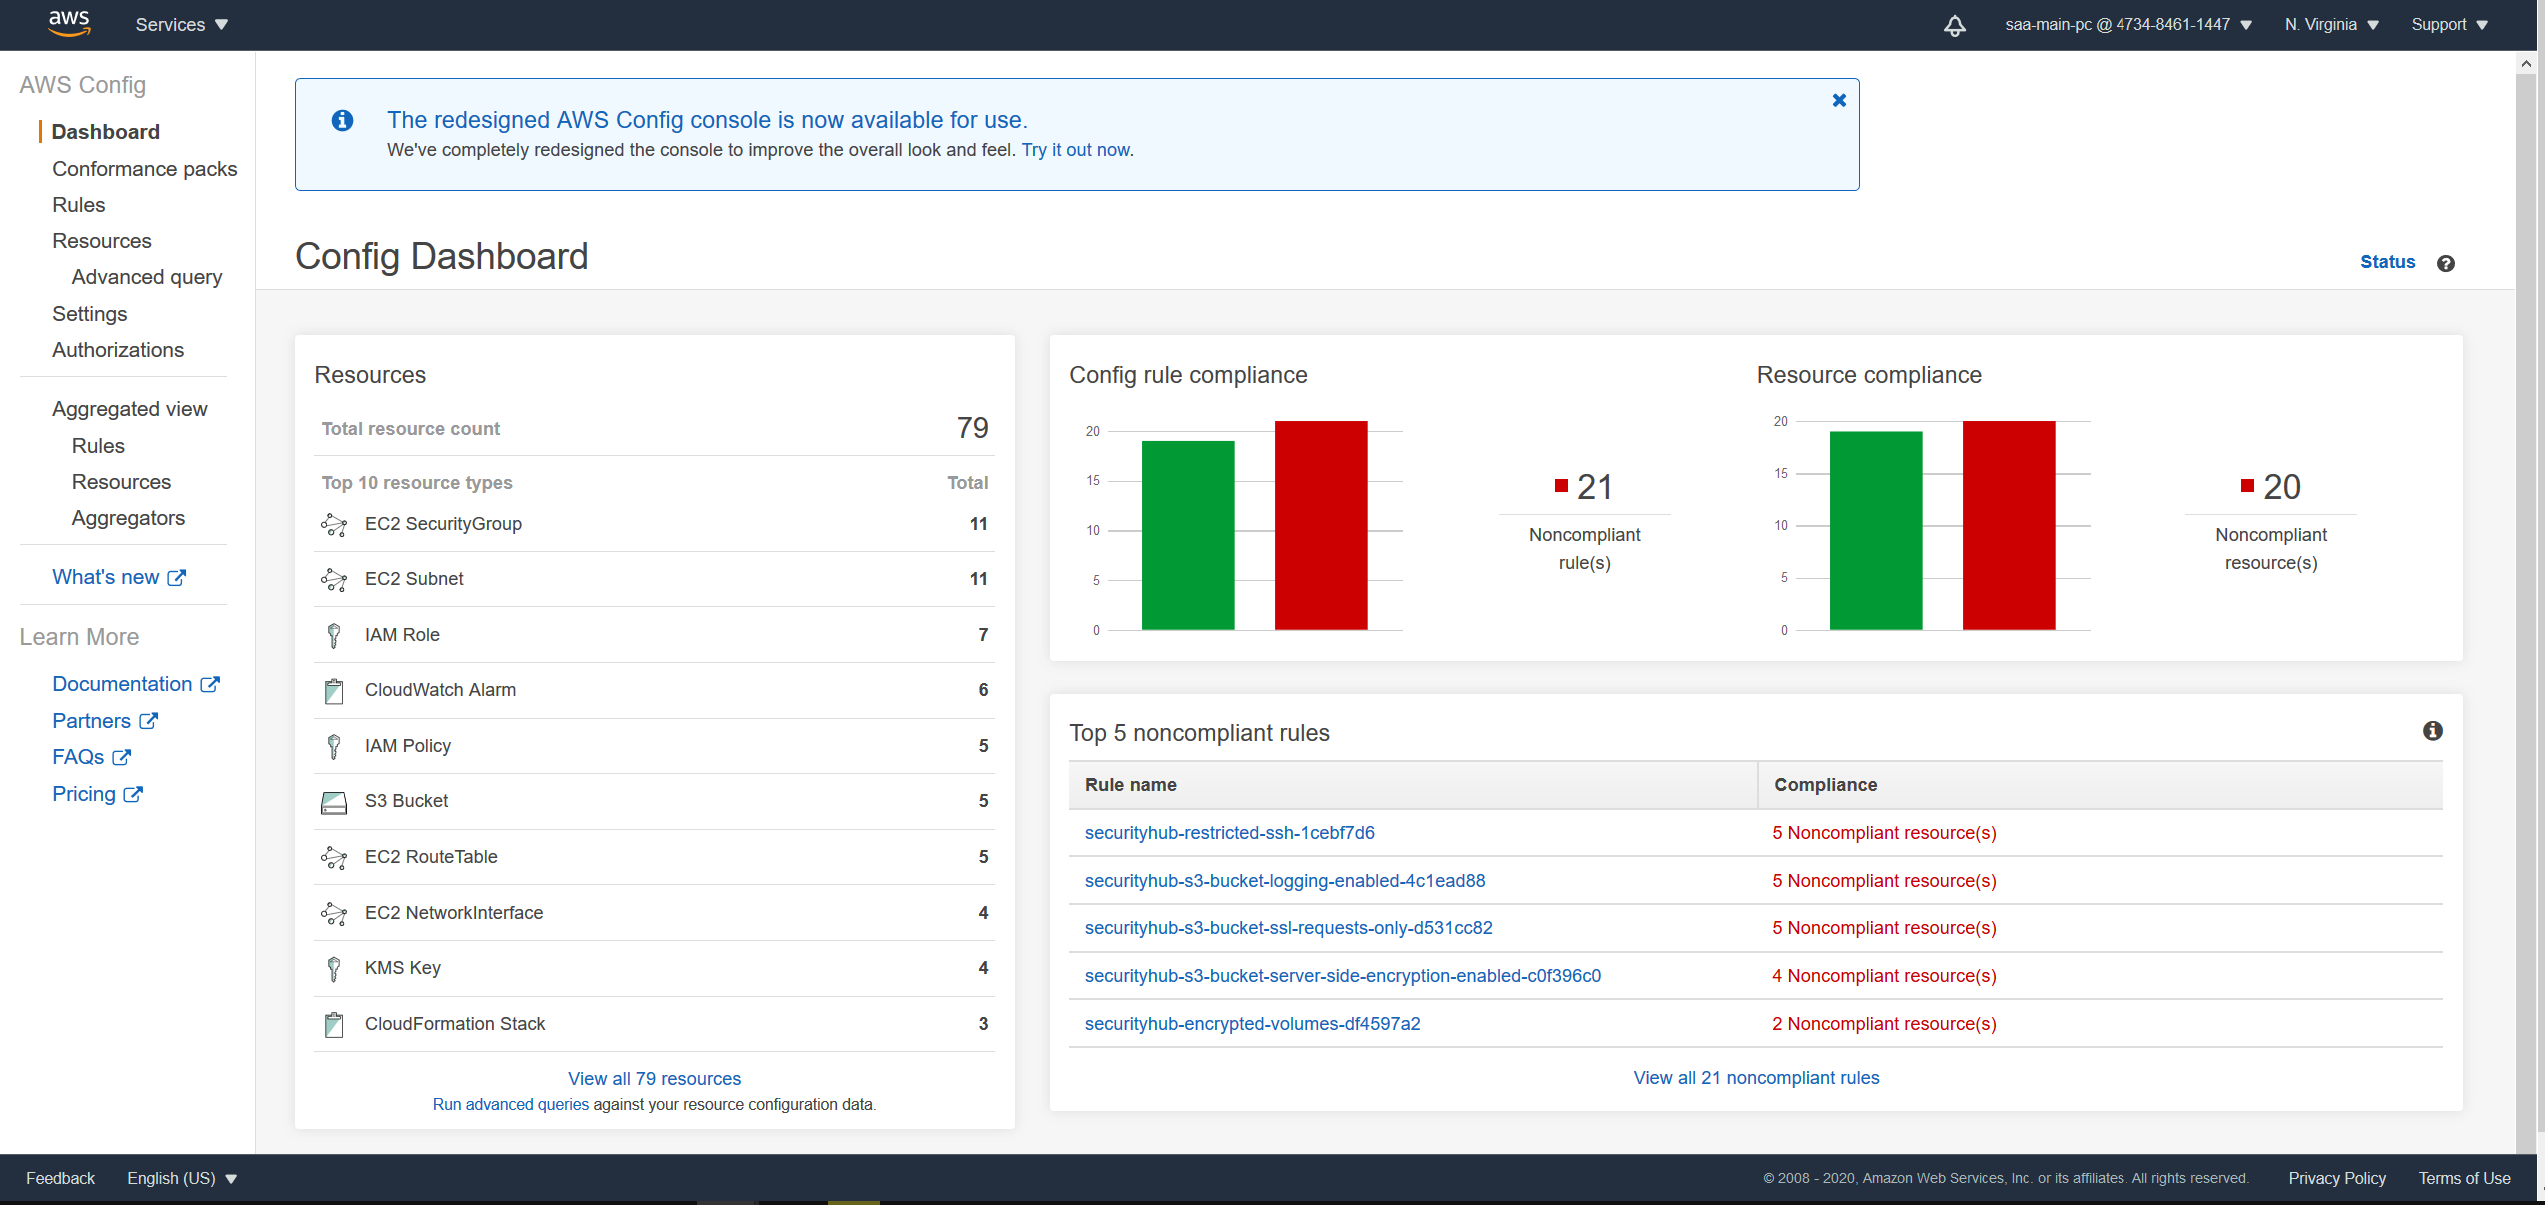 aws
Services
saa-main-pc @ 4734-8461-1447
N. Virginia
Support
AWS Config
Dashboard
Conformance packs
Rules
Resources
Advanced query
Settings
Authorizations
Aggregated view
Rules
Resources
Aggregators
What's new
Learn More
Documentation
Partners
FAQs
Pricing
The redesigned AWS Config console is now available for use.
We've completely redesigned the console to improve the overall look and feel. Try it out now.
Config Dashboard
Status
Resources
Total resource count 79
Top 10 resource types Total
EC2 SecurityGroup 11
EC2 Subnet 11
IAM Role 7
CloudWatch Alarm 6
IAM Policy 5
S3 Bucket 5
EC2 RouteTable 5
EC2 NetworkInterface 4
KMS Key 4
CloudFormation Stack 3
View all 79 resources
Run advanced queries against your resource configuration data.
Config rule compliance
20
15
10
5
0
21
Noncompliant
rule(s)
Resource compliance
20
15
10
5
0
20
Noncompliant
resource(s)
Top 5 noncompliant rules
Rule name Compliance
securityhub-restricted-ssh-1cebf7d6 5 Noncompliant resource(s)
securityhub-s3-bucket-logging-enabled-4c1ead88 5 Noncompliant resource(s)
securityhub-s3-bucket-ssl-requests-only-d531cc82 5 Noncompliant resource(s)
securityhub-s3-bucket-server-side-encryption-enabled-c0f396c0 4 Noncompliant resource(s)
securityhub-encrypted-volumes-df4597a2 2 Noncompliant resource(s)
View all 21 noncompliant rules
Feedback
English (US)
© 2008 - 2020, Amazon Web Services, Inc. or its affiliates. All rights reserved.
Privacy Policy
Terms of Use